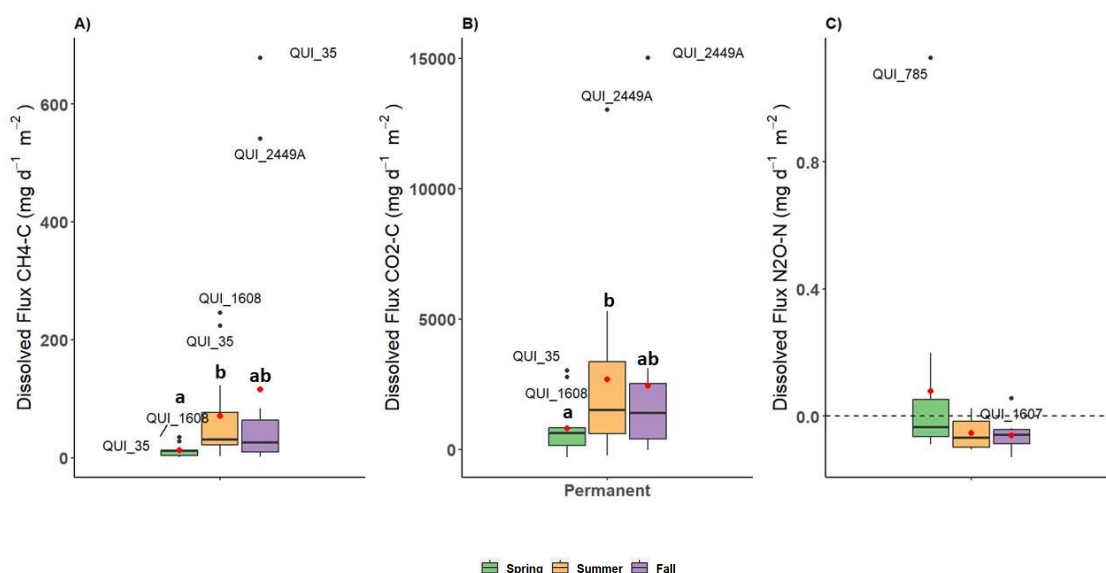 A)
Dissolved Flux CH4-C (mg d⁻¹ m⁻²)
600
400
200
0
QUI_35
QUI_2449A
QUI_1608
QUI_35
a
b
ab
QUI_1608
QUI_35
B)
Dissolved Flux CO2-C (mg d⁻¹ m⁻²)
15000
10000
5000
0
QUI_2449A
QUI_2449A
b
QUI_35
ab
QUI_1608
a
Permanent
C)
Dissolved Flux N2O-N (mg d⁻¹ m⁻²)
0.8
0.4
0.0
QUI_785
QUI_1607
Spring Summer Fall